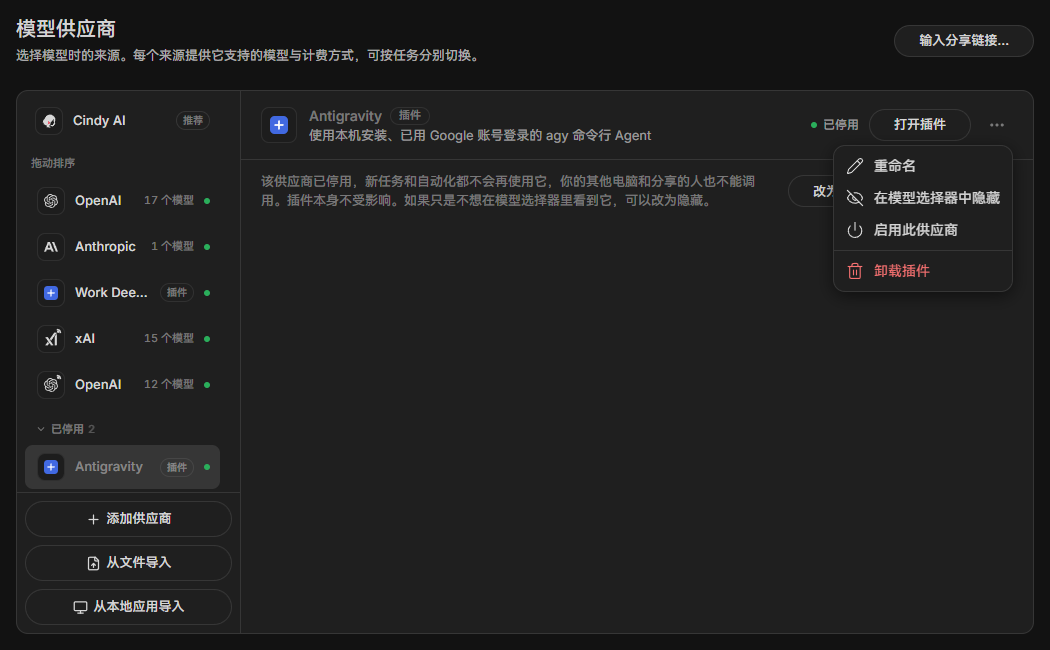 模型供应商
选择模型时的来源。每个来源提供它支持的模型与计费方式，可按任务分别切换。
输入分享链接...
Cindy AI 推荐
拖动排序
OpenAI 17 个模型
Anthropic 1 个模型
Work Dee... 插件
xAI 15 个模型
OpenAI 12 个模型
已停用 2
Antigravity 插件
添加供应商
从文件导入
从本地应用导入
Antigravity 插件
使用本机安装、已用 Google 账号登录的 agy 命令行 Agent
已停用 打开插件
该供应商已停用，新任务和自动化都不会再使用它，你的其他电脑和分享的人也不能调
用。插件本身不受影响。如果只是不想在模型选择器里看到它，可以改为隐藏。
改为
重命名
在模型选择器中隐藏
启用此供应商
卸载插件